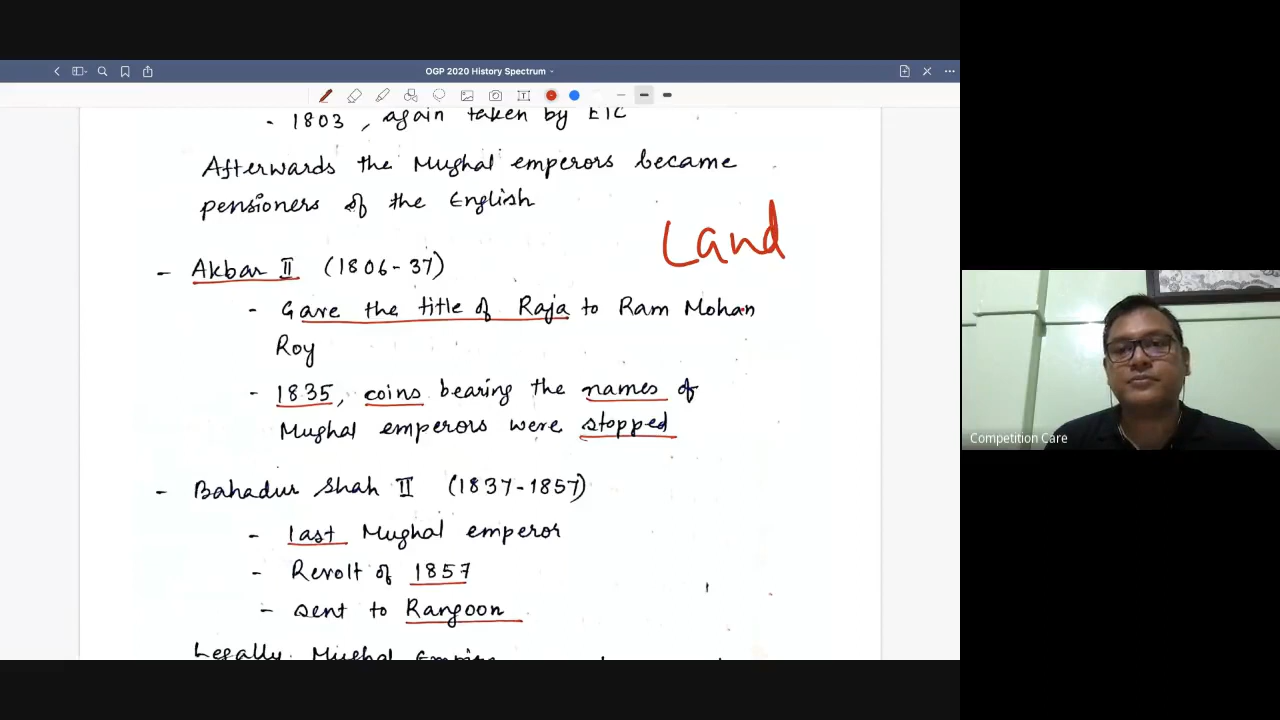 OGP 2020 History Spectrum
- 1803, again taken by EIC
Afterwards the Mughal emperors became
pensioners of the English
Land
- Akbar II (1806-37)
- Gave the title of Raja to Ram Mohan
Roy
- 1835, coins bearing the names of
Mughal emperors were stopped
Competition Care
- Bahadur Shah II (1837-1857)
- last Mughal emperor
- Revolt of 1857
- sent to Rangoon
Legally Mughal Empire